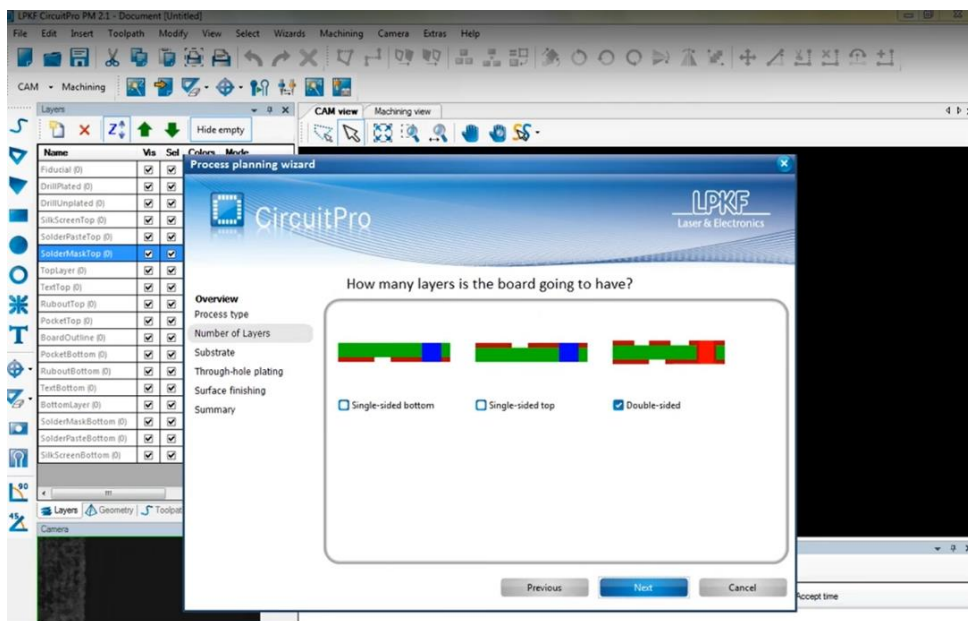 LPKF CircuitPro PM 2.1 - Document [Untitled]
File Edit Insert Toolpath Modify View Select Wizards Machining Camera Extras Help
CAM Machining
Layers
CAM view Machining view
Hide empty
Name Vis Sel Colors Mode
Fiducial (0)
DrillPlated (0)
DrillUnplated (0)
SilkScreenTop (0)
SolderPasteTop (0)
SolderMaskTop (0)
TopLayer (0)
TextTop (0)
RuboutTop (0)
PocketTop (0)
BoardOutline (0)
PocketBottom (0)
RuboutBottom (0)
TextBottom (0)
BottomLayer (0)
SolderMaskBottom (0)
SolderPasteBottom (0)
SilkScreenBottom (0)
Layers Geometry Toolpat
Camera
90
45
Process planning wizard
CircuitPro
LPKF
Laser & Electronics
Overview
Process type
Number of Layers
Substrate
Through-hole plating
Surface finishing
Summary
How many layers is the board going to have?
Single-sided bottom Single-sided top Double-sided
Previous Next Cancel
Accept time